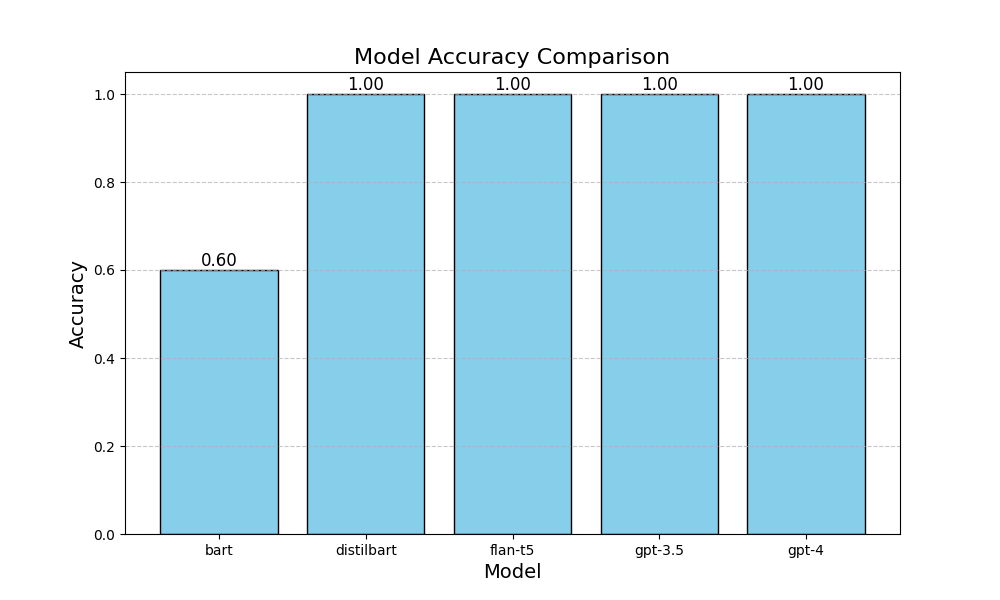 Model Accuracy Comparison
1.00 1.00 1.00 1.00
1.0
0.8
0.60
0.6
0.4
0.2
0.0
Accuracy
bart distilbart flan-t5 gpt-3.5 gpt-4
Model